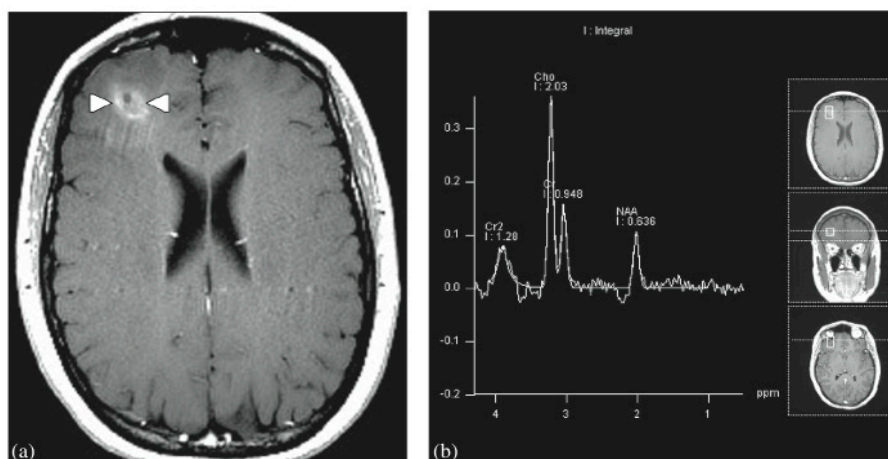 (a)
I : Integral
Cho
I : 2.03
0.3
Cr
I : 0.948
0.2
NAA
I : 0.636
Cr2
I : 1.28
0.1
0.0
-0.1
-0.2
4 3 2 1 ppm
(b)